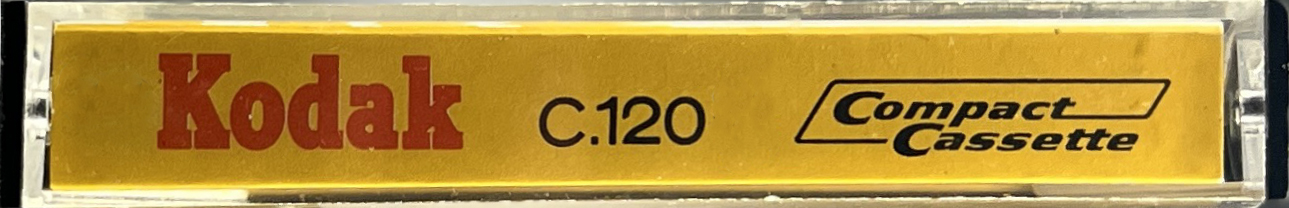 Kodak C.120 Compact
Cassette